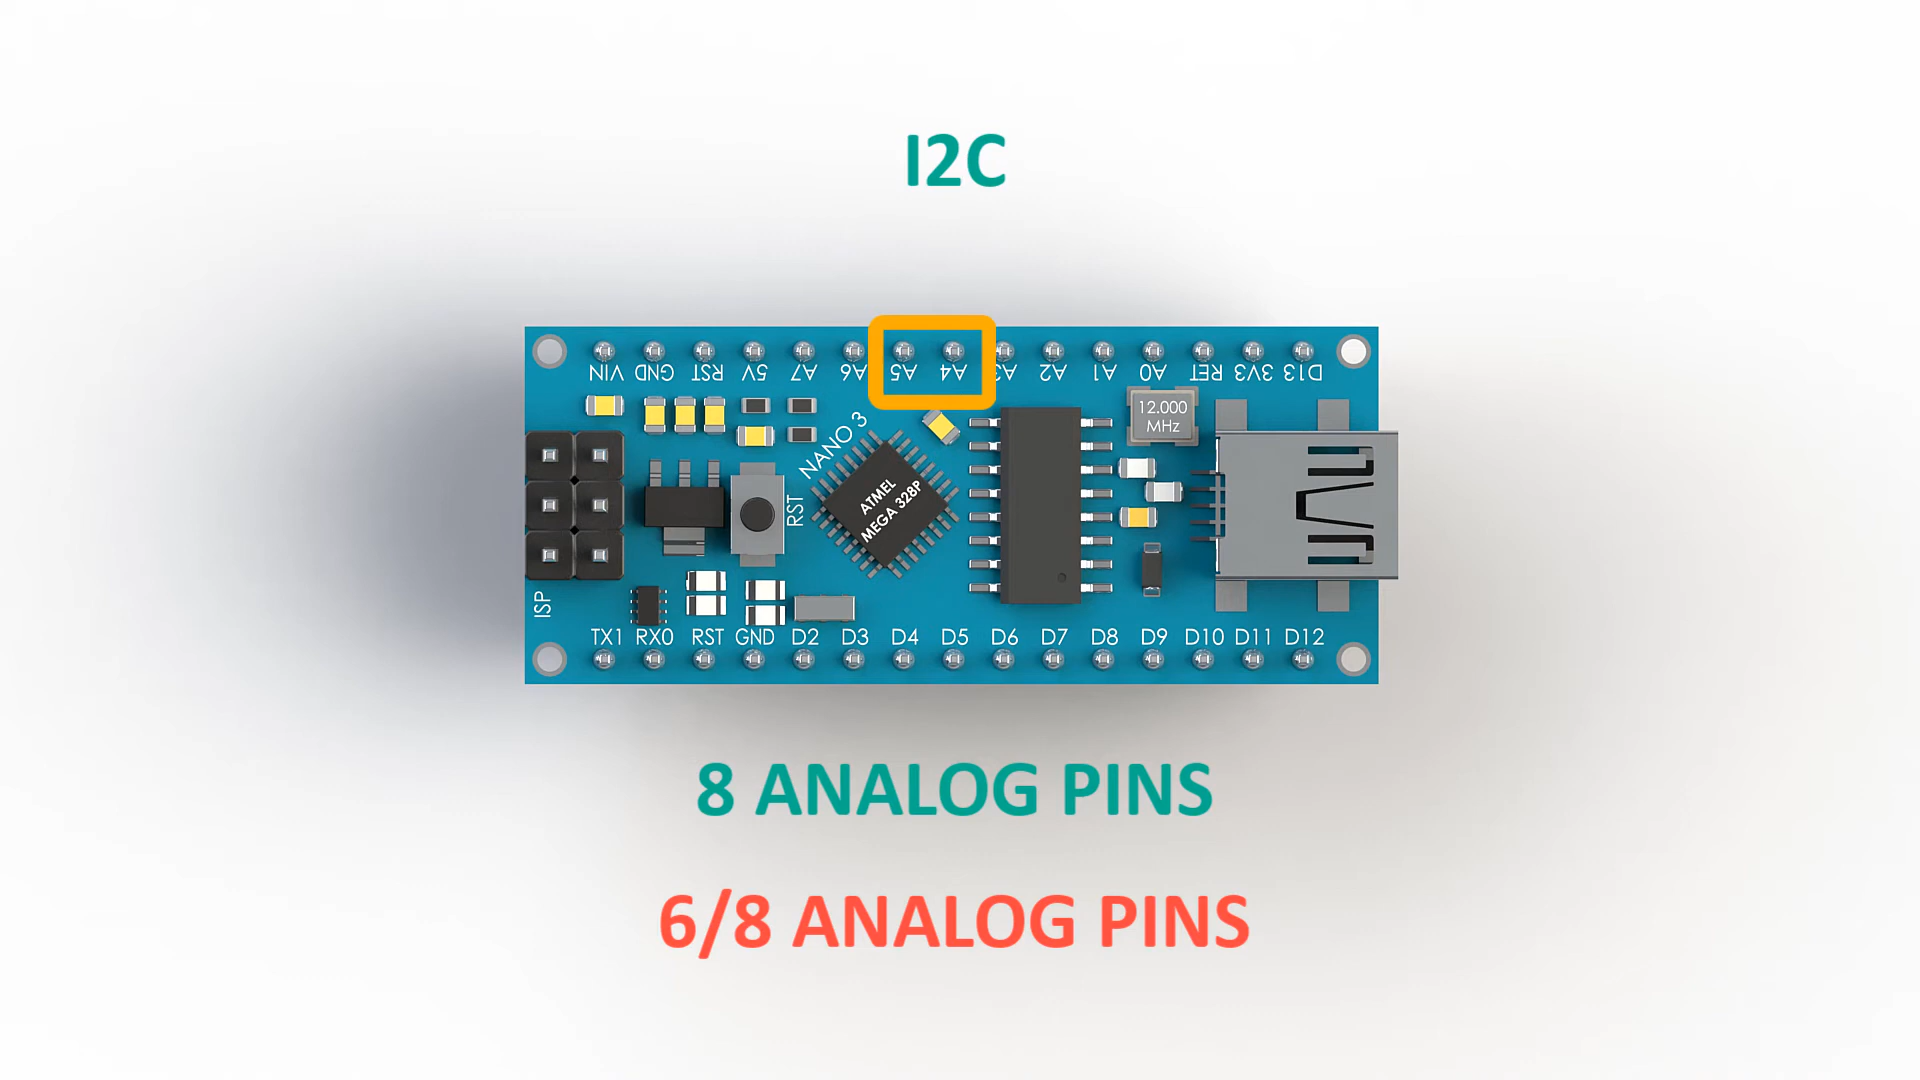 I2C
VIN GND RST 5V A7 A6 A5 A4 A3 A2 A1 A0 RET 3V3 D13
12.000
MHz
NANO 3
ATMEL
MEGA 328P
RST
ISP
TX1 RX0 RST GND D2 D3 D4 D5 D6 D7 D8 D9 D10 D11 D12
8 ANALOG PINS
6/8 ANALOG PINS